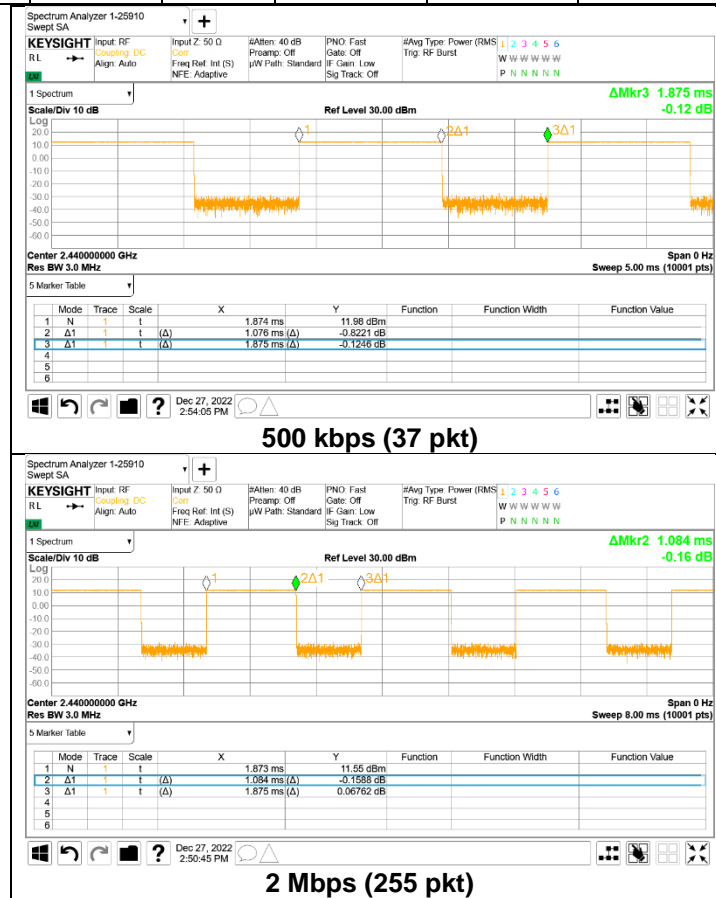 Spectrum Analyzer 1-25910
Swept SA
+
KEYSIGHT Input: RF Input Z: 50 Ω #Atten: 40 dB PNO: Fast #Avg Type: Power (RMS 1 2 3 4 5 6
RL Coupling: DC Corr Preamp: Off Gate: Off Trig: RF Burst W W W W W W
Align: Auto Freq Ref: Int (S) µW Path: Standard IF Gain: Low P N N N N N
NFE: Adaptive Sig Track: Off
LXI
1 Spectrum ΔMkr3 1.875 ms
Scale/Div 10 dB Ref Level 30.00 dBm -0.12 dB
Log
20.0 1 2Δ1 3Δ1
10.0
0.00
-10.0
-20.0
-30.0
-40.0
-50.0
-60.0
Center 2.440000000 GHz Span 0 Hz
Res BW 3.0 MHz Sweep 5.00 ms (10001 pts)
5 Marker Table
Mode Trace Scale X Y Function Function Width Function Value
1 N 1 t 1.874 ms 11.98 dBm
2 Δ1 1 t (Δ) 1.076 ms (Δ) -0.8221 dB
3 Δ1 1 t (Δ) 1.875 ms (Δ) -0.1246 dB
4
5
6
? Dec 27, 2022
2:54:05 PM
500 kbps (37 pkt)
Spectrum Analyzer 1-25910
Swept SA
+
KEYSIGHT Input: RF Input Z: 50 Ω #Atten: 40 dB PNO: Fast #Avg Type: Power (RMS 1 2 3 4 5 6
RL Coupling: DC Corr Preamp: Off Gate: Off Trig: RF Burst W W W W W W
Align: Auto Freq Ref: Int (S) µW Path: Standard IF Gain: Low P N N N N N
NFE: Adaptive Sig Track: Off
LXI
1 Spectrum ΔMkr2 1.084 ms
Scale/Div 10 dB Ref Level 30.00 dBm -0.16 dB
Log
20.0 1 2Δ1 3Δ1
10.0
0.00
-10.0
-20.0
-30.0
-40.0
-50.0
-60.0
Center 2.440000000 GHz Span 0 Hz
Res BW 3.0 MHz Sweep 8.00 ms (10001 pts)
5 Marker Table
Mode Trace Scale X Y Function Function Width Function Value
1 N 1 t 1.873 ms 11.55 dBm
2 Δ1 1 t (Δ) 1.084 ms (Δ) -0.1588 dB
3 Δ1 1 t (Δ) 1.875 ms (Δ) 0.06762 dB
4
5
6
? Dec 27, 2022
2:50:45 PM
2 Mbps (255 pkt)